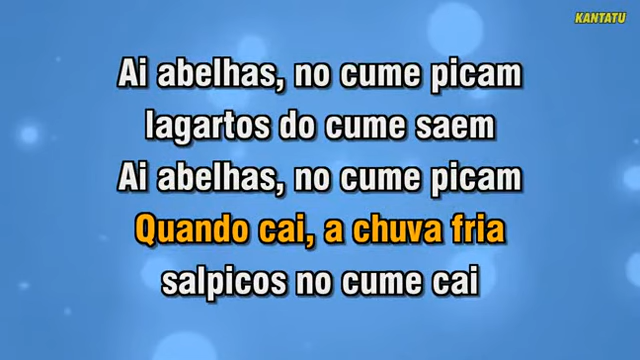 KANTATU
Ai abelhas, no cume picam
lagartos do cume saem
Ai abelhas, no cume picam
Quando cai, a chuva fria
salpicos no cume cai